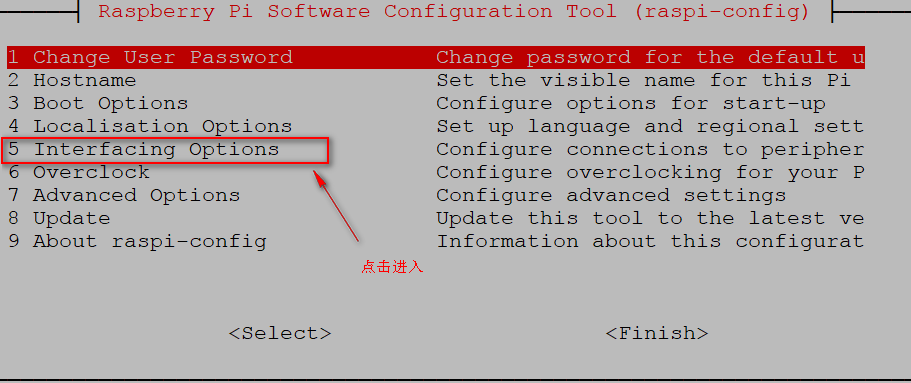 Raspberry Pi Software Configuration Tool (raspi-config)
1 Change User Password Change password for the default u
2 Hostname Set the visible name for this Pi
3 Boot Options Configure options for start-up
4 Localisation Options Set up language and regional sett
5 Interfacing Options Configure connections to peripher
6 Overclock Configure overclocking for your P
7 Advanced Options Configure advanced settings
8 Update Update this tool to the latest ve
9 About raspi-config Information about this configurat
点击进入
<Select> <Finish>